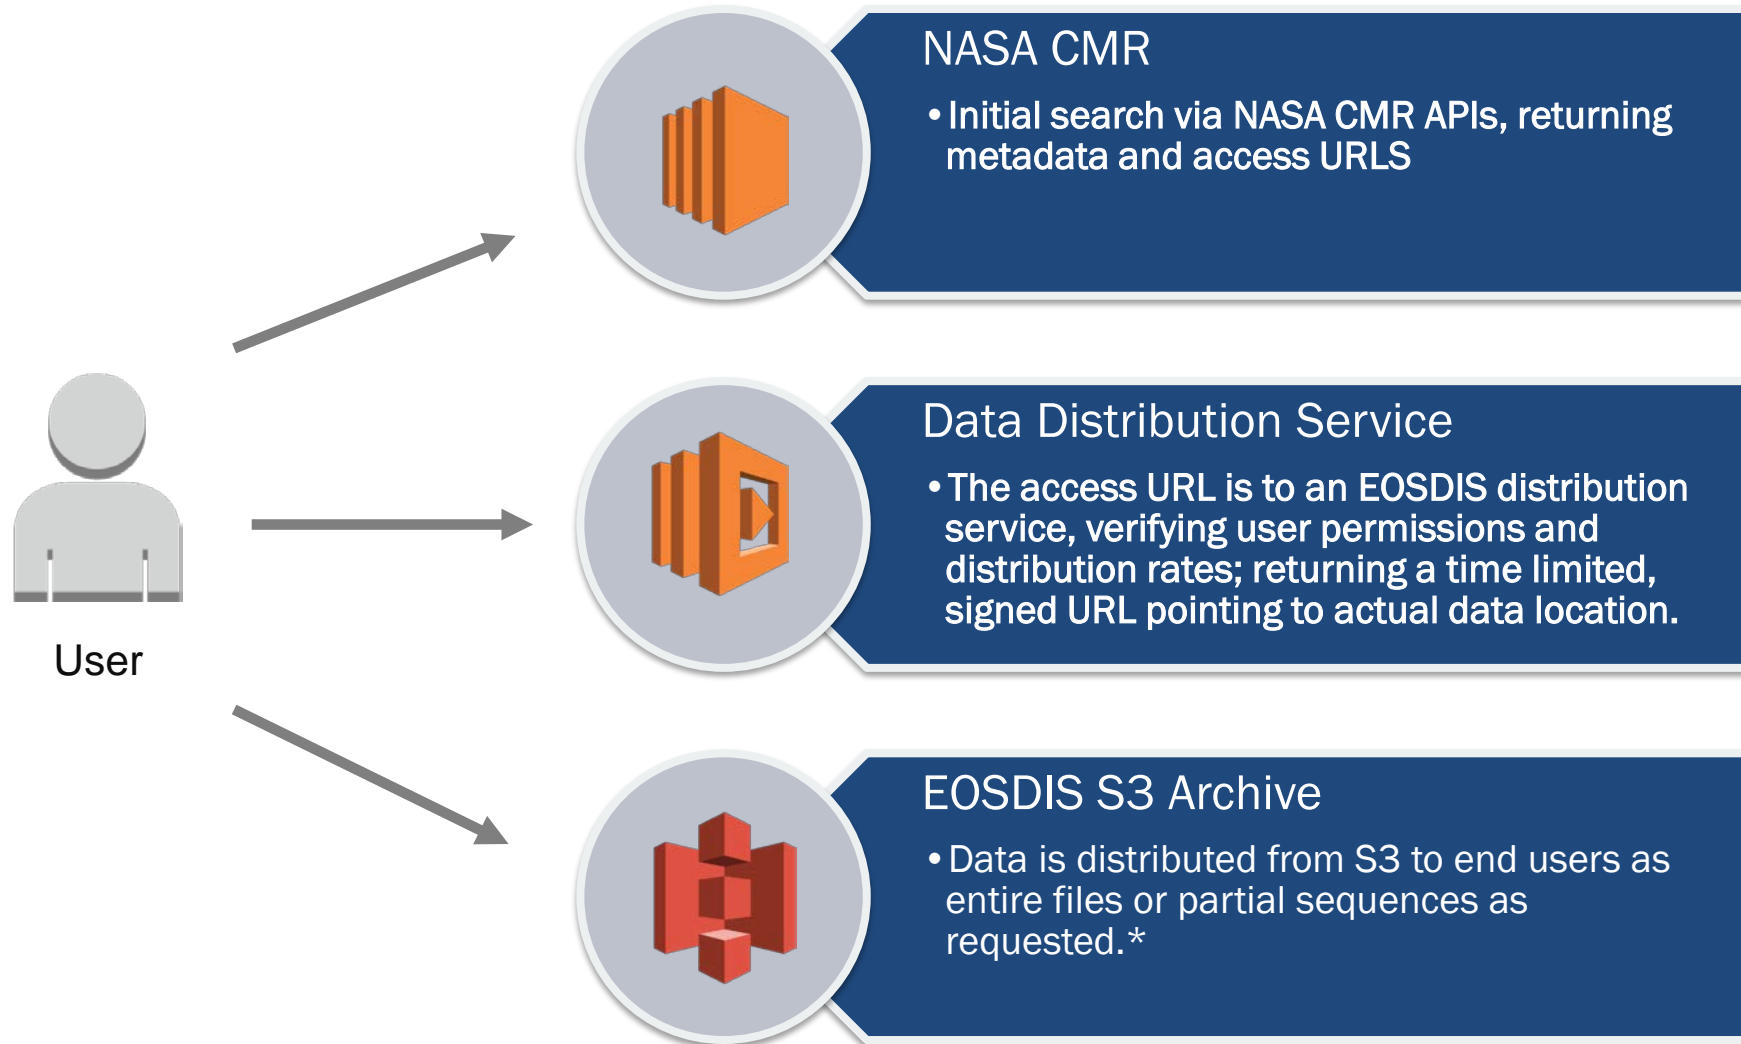 NASA CMR
•Initial search via NASA CMR APIs, returning
metadata and access URLS
Data Distribution Service
•The access URL is to an EOSDIS distribution
service, verifying user permissions and
distribution rates; returning a time limited,
signed URL pointing to actual data location.
User
EOSDIS S3 Archive
•Data is distributed from S3 to end users as
entire files or partial sequences as
requested.*